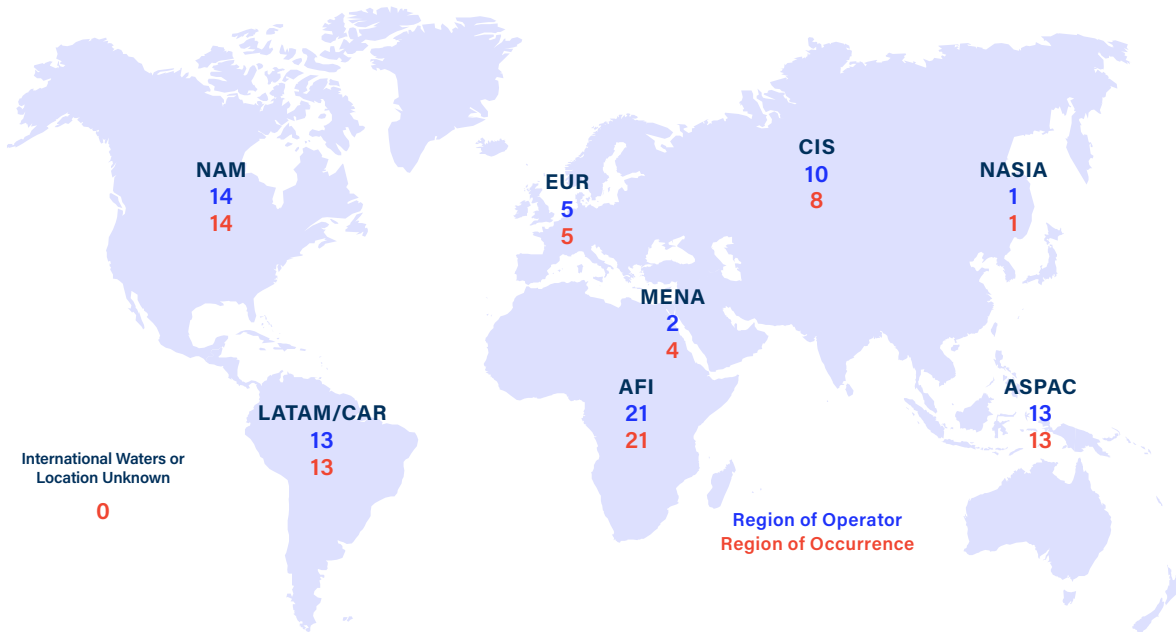 NAM
14
14
EUR
5
5
CIS
10
8
NASIA
1
1
MENA
2
4
AFI
21
21
ASPAC
13
13
LATAM/CAR
13
13
International Waters or
Location Unknown
0
Region of Operator
Region of Occurrence